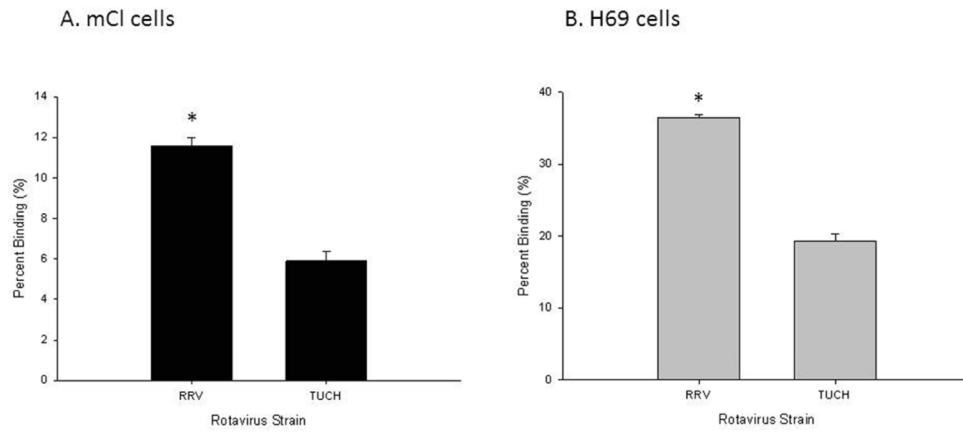 A. mCl cells
B. H69 cells
Percent Binding (%)
14
12
10
8
6
4
2
0
*
RRV
TUCH
Rotavirus Strain
Percent Binding (%)
40
30
20
10
0
*
RRV
TUCH
Rotavirus Strain